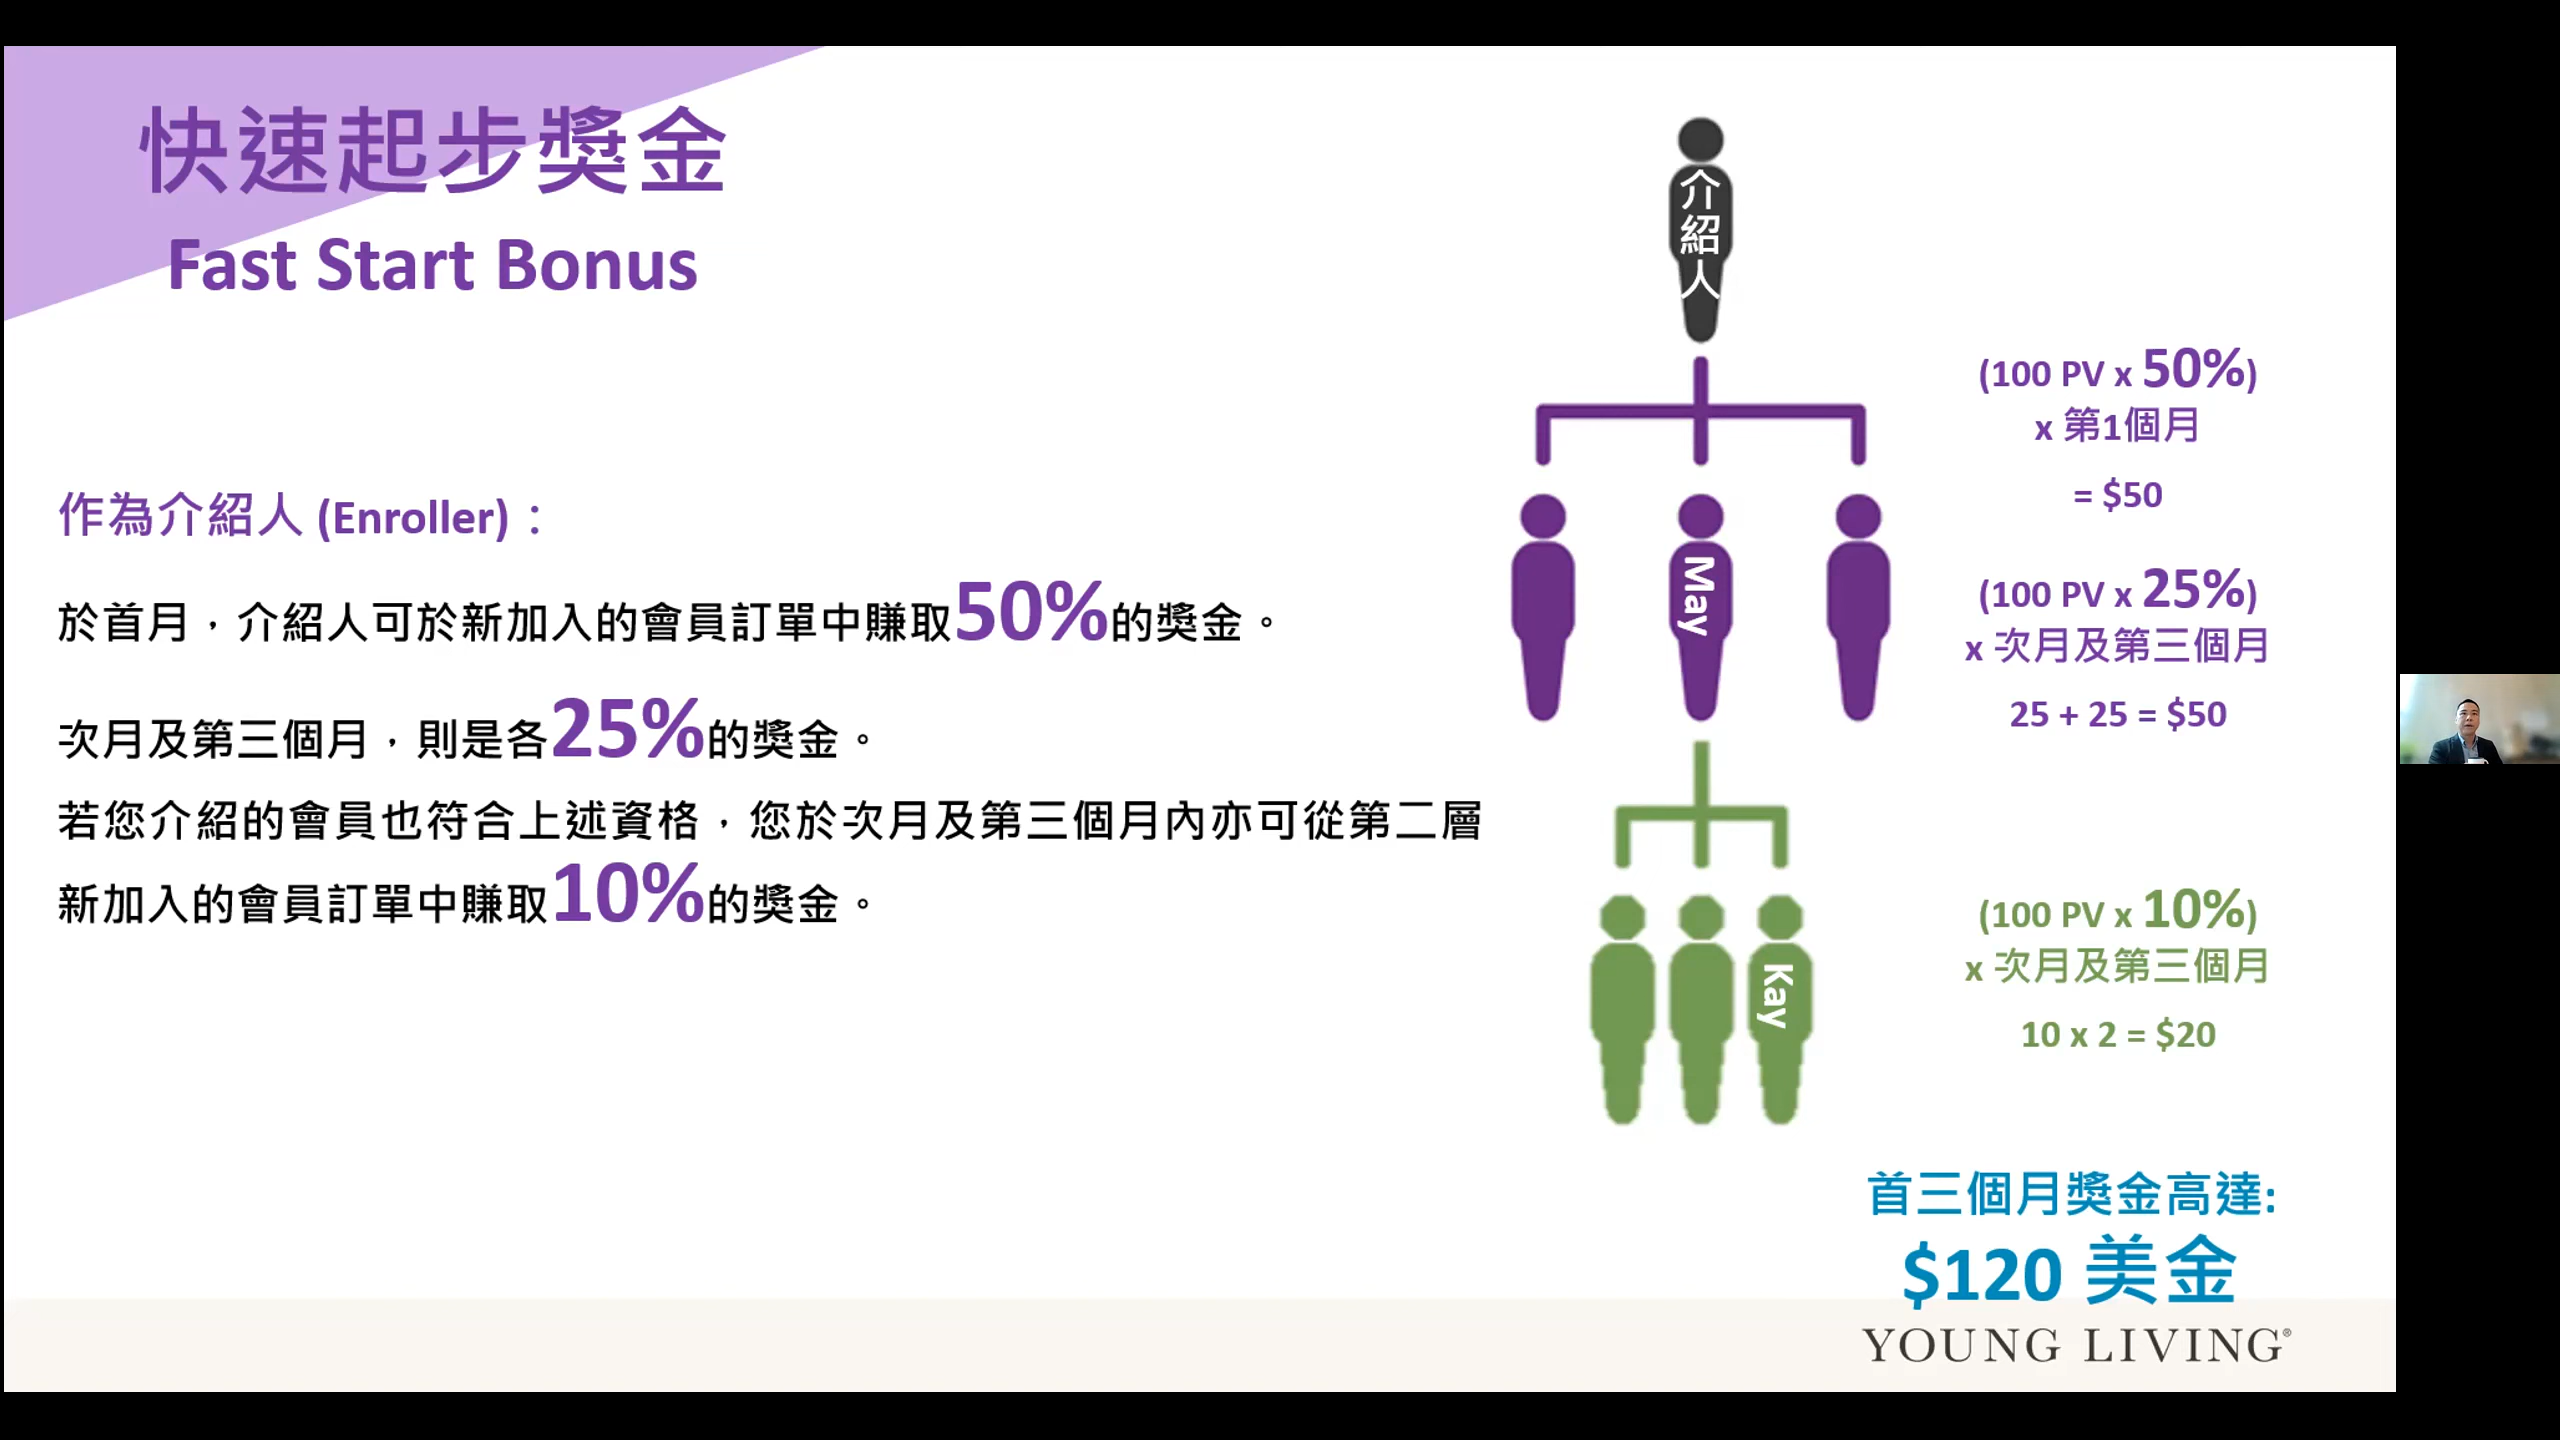 快速起步獎金
Fast Start Bonus
作為介紹人 (Enroller)：
於首月，介紹人可於新加入的會員訂單中賺取50%的獎金。
次月及第三個月，則是各25%的獎金。
若您介紹的會員也符合上述資格，您於次月及第三個月內亦可從第二層
新加入的會員訂單中賺取10%的獎金。
介紹人
May
Kay
(100 PV x 50%)
x 第1個月
= $50
(100 PV x 25%)
x 次月及第三個月
25 + 25 = $50
(100 PV x 10%)
x 次月及第三個月
10 x 2 = $20
首三個月獎金高達:
$120 美金
YOUNG LIVING®